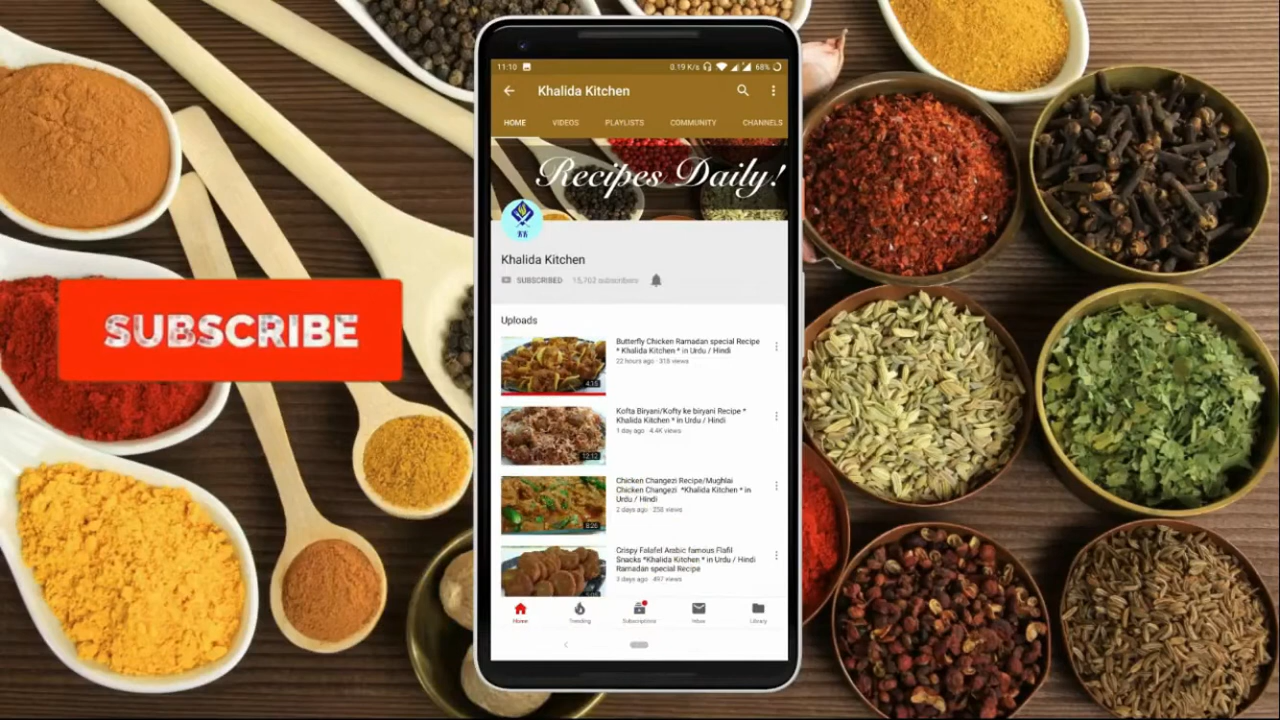 11:10
0.19 K/s
68%
Khalida Kitchen
HOME
VIDEOS
PLAYLISTS
COMMUNITY
CHANNELS
Recipes Daily!
Khalida Kitchen
SUBSCRIBED
15,702 subscribers
SUBSCRIBE
Uploads
Butterfly Chicken Ramadan special Recipe
* Khalida Kitchen * in Urdu / Hindi
22 hours ago · 318 views
4:15
Kofta Biryani/Kofty ke biryani Recipe *
Khalida Kitchen * in Urdu / Hindi
1 day ago · 4.4K views
12:12
Chicken Changezi Recipe/Mughlai
Chicken Changezi *Khalida Kitchen * in
Urdu / Hindi
2 days ago · 258 views
8:26
Crispy Falafel Arabic famous Flafil
Snacks *Khalida Kitchen * in Urdu / Hindi
Ramadan special Recipe
3 days ago · 497 views
Home
Trending
Subscriptions
Inbox
Library